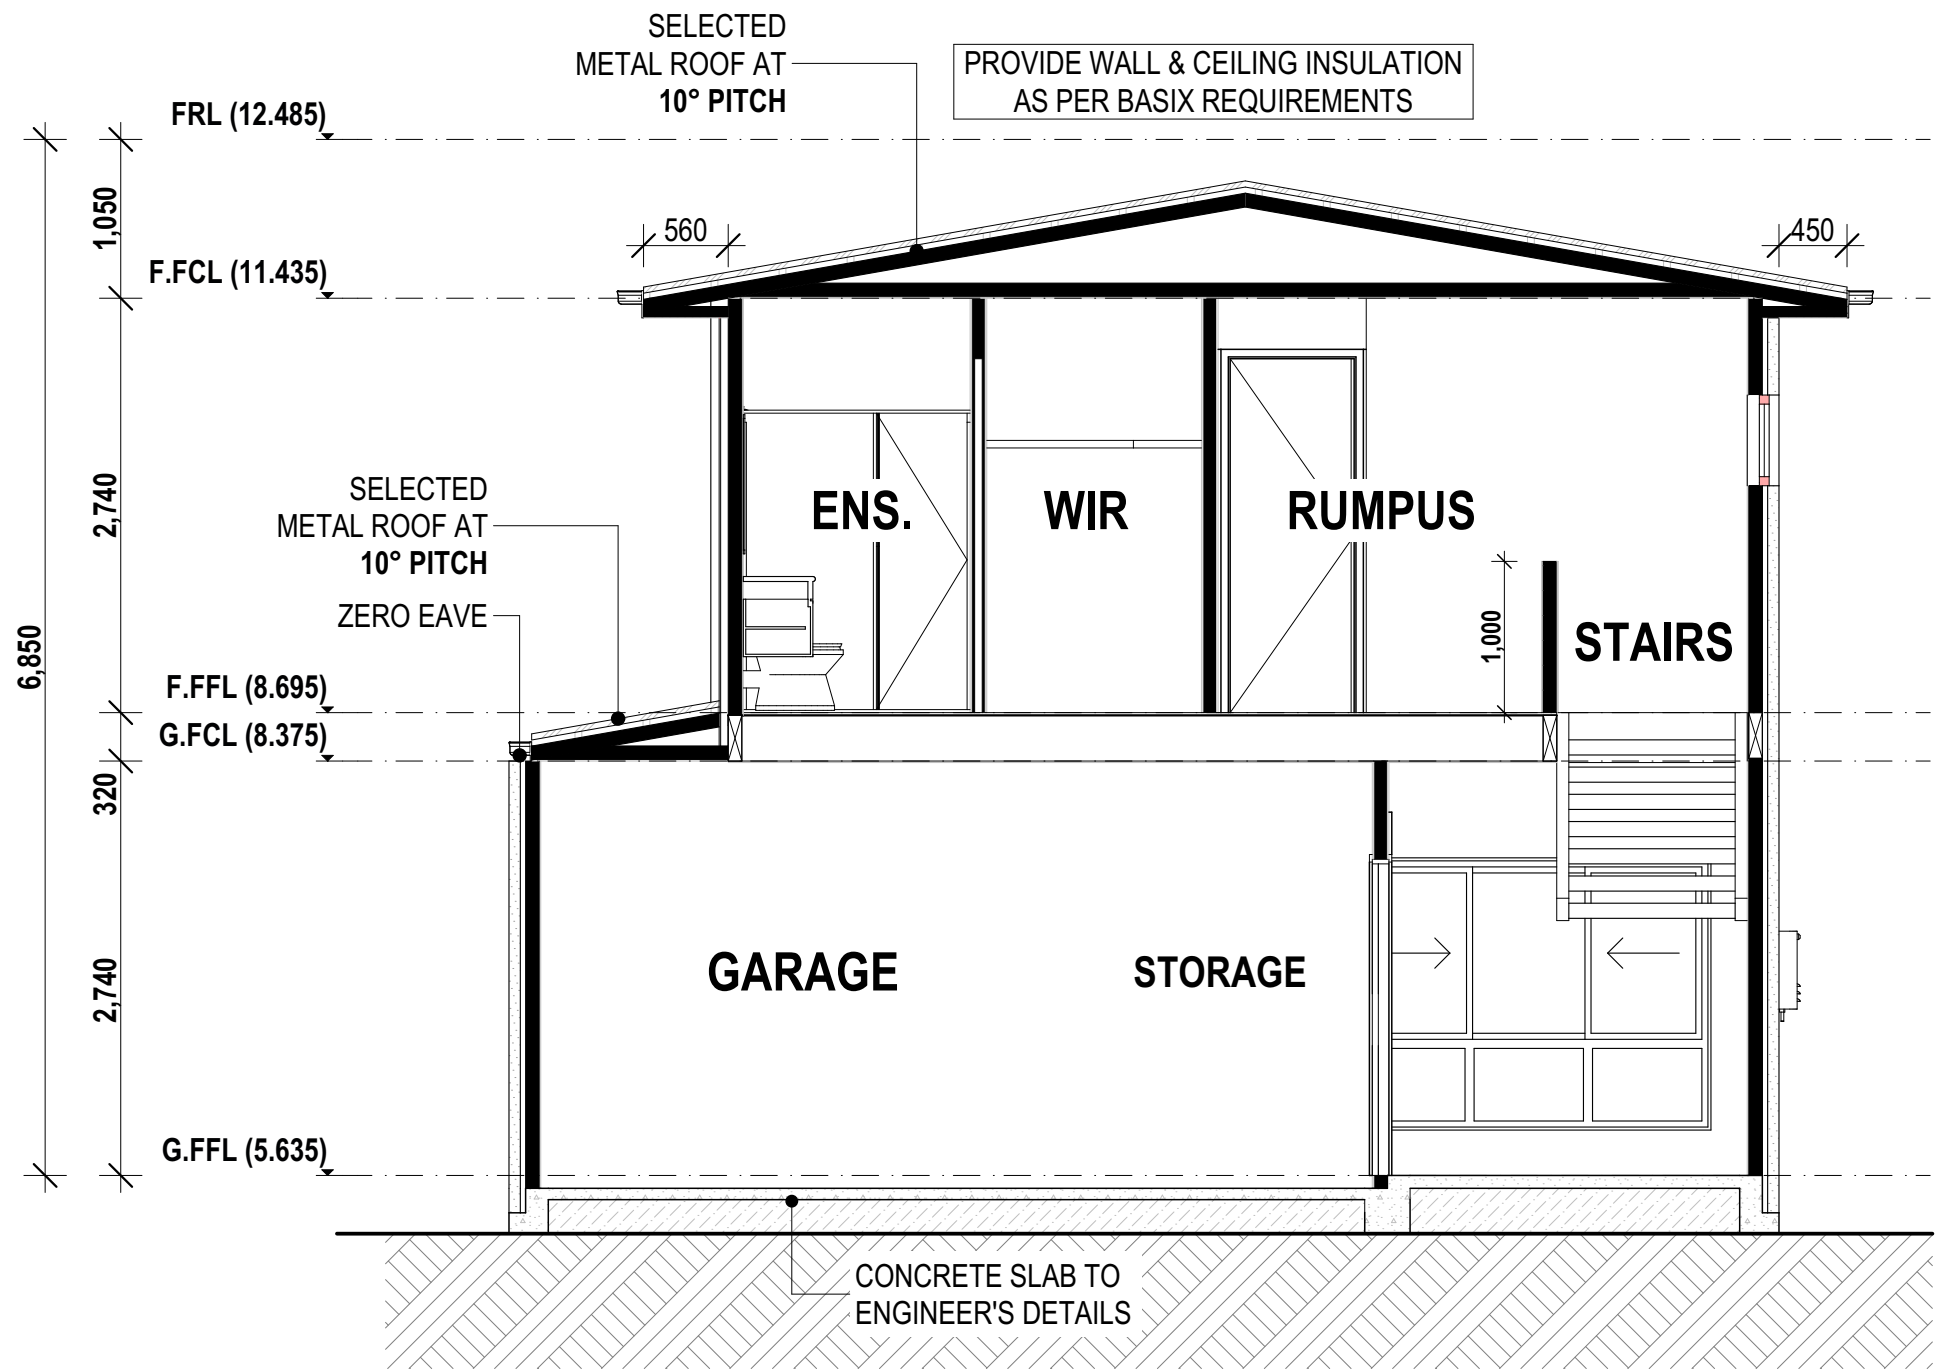 SELECTED
METAL ROOF AT
10° PITCH
PROVIDE WALL & CEILING INSULATION
AS PER BASIX REQUIREMENTS
FRL (12.485)
1,050
560
450
F.FCL (11.435)
2,740
SELECTED
METAL ROOF AT
10° PITCH
ZERO EAVE
ENS.
WIR
RUMPUS
1,000
STAIRS
6,850
F.FFL (8.695)
G.FCL (8.375)
320
2,740
GARAGE
STORAGE
G.FFL (5.635)
CONCRETE SLAB TO
ENGINEER'S DETAILS